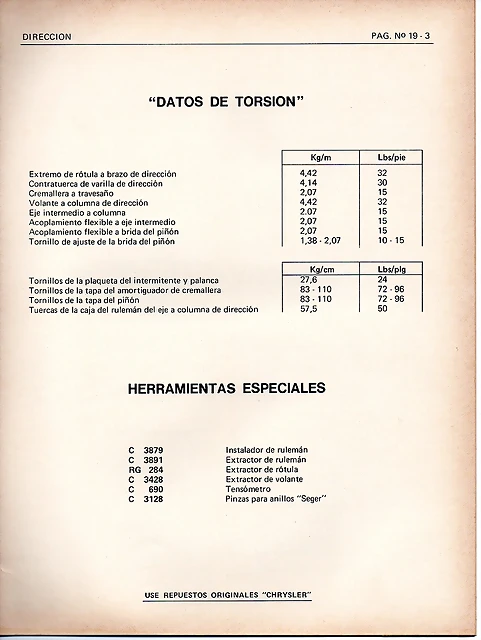 DIRECCION PAG. Nº 19 - 3
"DATOS DE TORSION"
Kg/m Lbs/pie
Extremo de rótula a brazo de dirección 4,42 32
Contratuerca de varilla de dirección 4,14 30
Cremallera a travesaño 2,07 15
Volante a columna de dirección 4,42 32
Eje intermedio a columna 2.07 15
Acoplamiento flexible a eje intermedio 2,07 15
Acoplamiento flexible a brida del piñón 2,07 15
Tornillo de ajuste de la brida del piñón 1,38 - 2,07 10 - 15
Kg/cm Lbs/plg
Tornillos de la plaqueta del intermitente y palanca 27,6 24
Tornillos de la tapa del amortiguador de cremallera 83 - 110 72 - 96
Tornillos de la tapa del piñón 83 - 110 72 - 96
Tuercas de la caja del rulemán del eje a columna de dirección 57,5 50
HERRAMIENTAS ESPECIALES
C 3879 Instalador de rulemán
C 3891 Extractor de rulemán
RG 284 Extractor de rótula
C 3428 Extractor de volante
C 690 Tensómetro
C 3128 Pinzas para anillos "Seger"
USE REPUESTOS ORIGINALES "CHRYSLER"